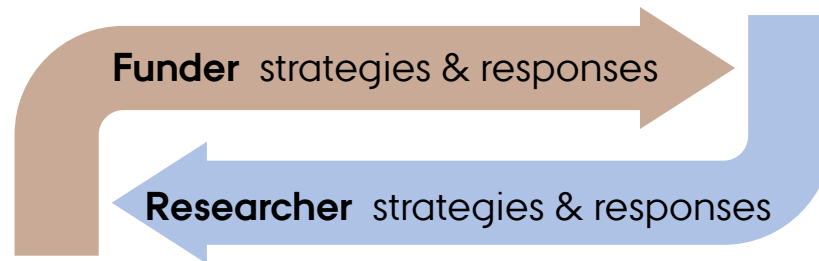 Funder strategies & responses
Researcher strategies & responses